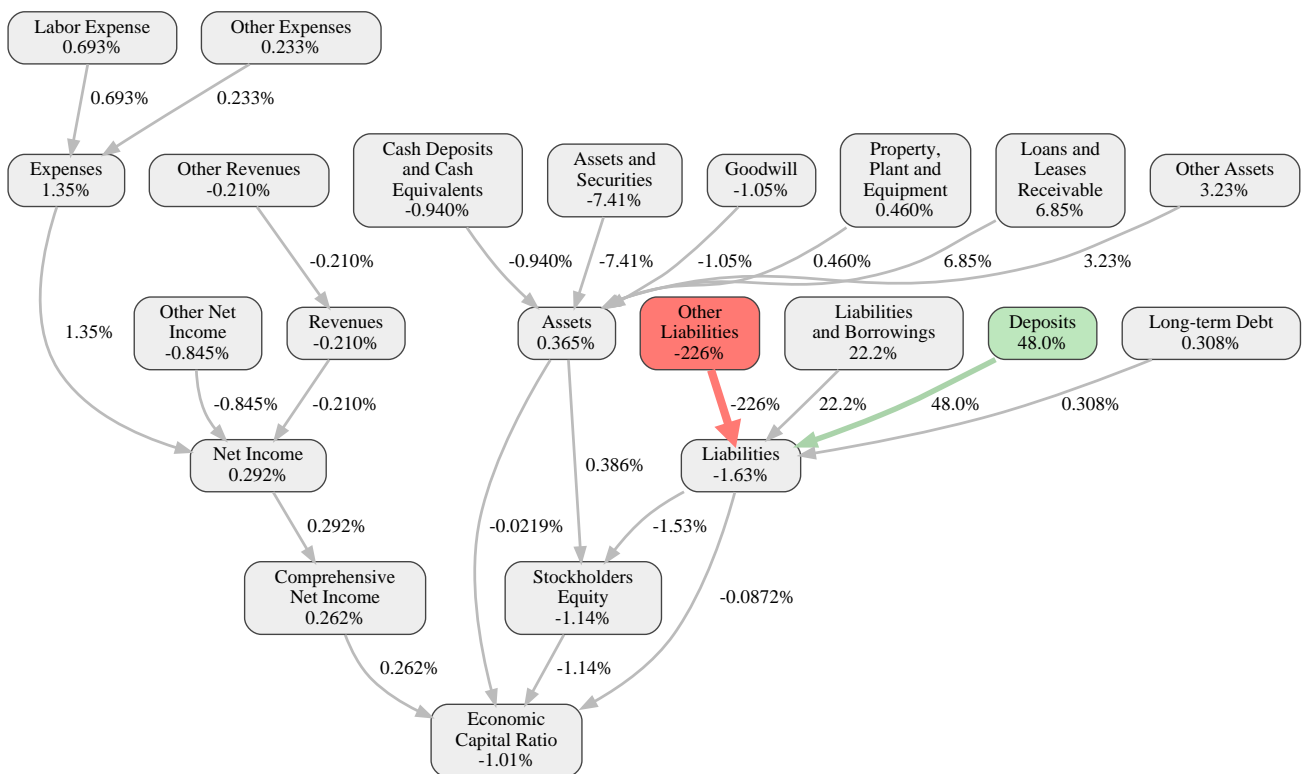 Labor Expense
0.693%
Other Expenses
0.233%
0.693%
0.233%
Expenses
1.35%
Other Revenues
-0.210%
Cash Deposits
and Cash
Equivalents
-0.940%
Assets and
Securities
-7.41%
Goodwill
-1.05%
Property,
Plant and
Equipment
0.460%
Loans and
Leases
Receivable
6.85%
Other Assets
3.23%
-0.210%
-0.940%
-7.41%
-1.05%
0.460%
6.85%
3.23%
1.35%
Other Net
Income
-0.845%
Revenues
-0.210%
Assets
0.365%
Other
Liabilities
-226%
Liabilities
and Borrowings
22.2%
Deposits
48.0%
Long-term Debt
0.308%
-0.845%
-0.210%
-226%
22.2%
48.0%
0.308%
Net Income
0.292%
0.386%
Liabilities
-1.63%
0.292%
-0.0219%
-1.53%
Comprehensive
Net Income
0.262%
Stockholders
Equity
-1.14%
-0.0872%
0.262%
-1.14%
Economic
Capital Ratio
-1.01%